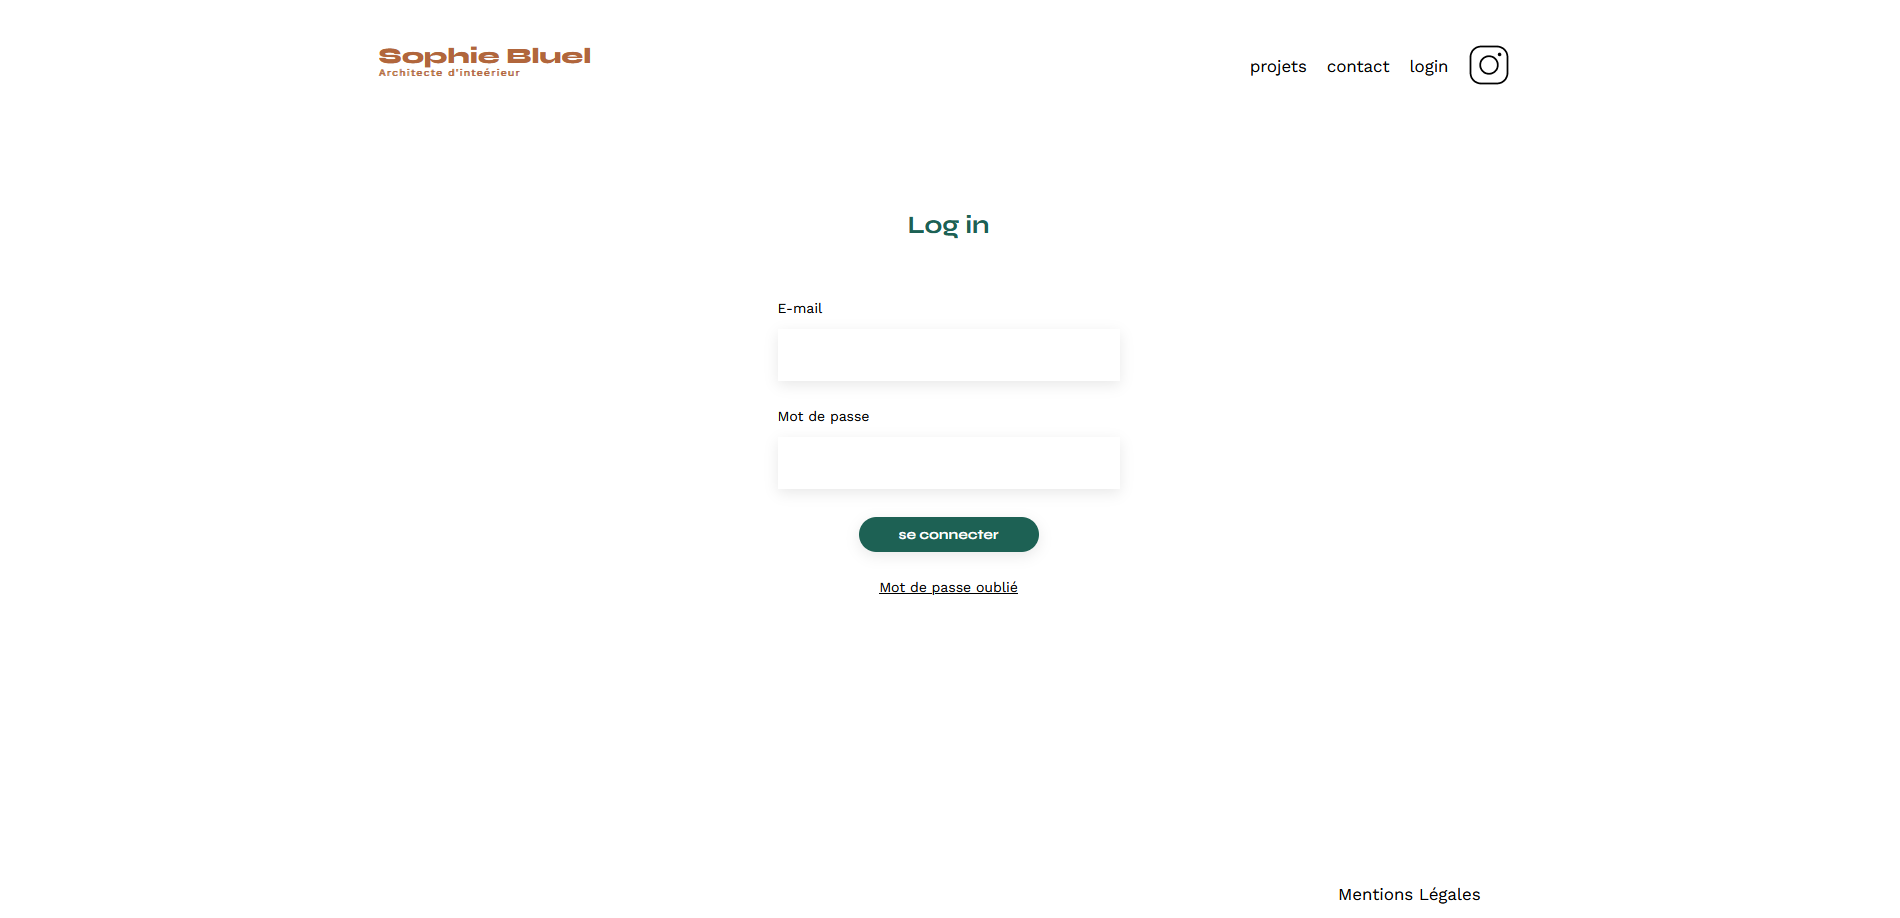 Sophie Bluel
Architecte d'inteérieur
projets contact login
Log in
E-mail
Mot de passe
se connecter
Mot de passe oublié
Mentions Légales